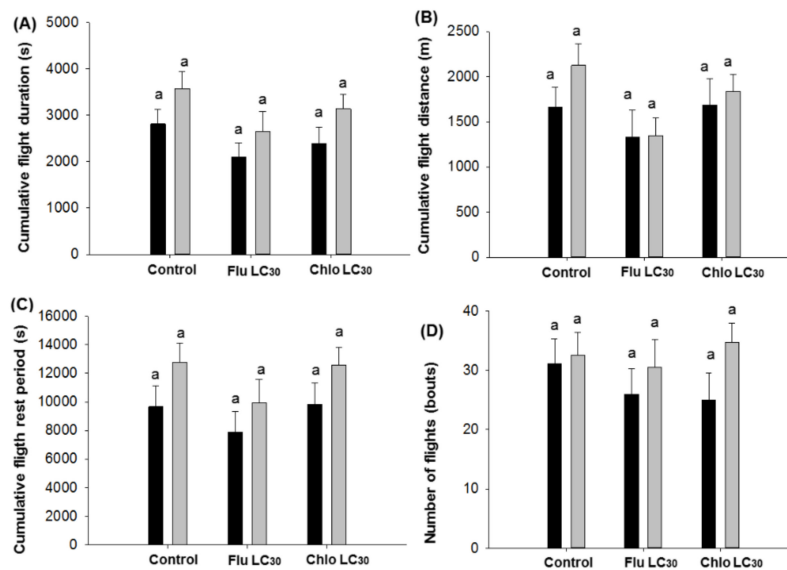 (A)
Cumulative flight duration (s)
5000
4000
3000
2000
1000
0
a a a a a a
Control Flu LC30 Chlo LC30
(B)
Cumulative flight distance (m)
2500
2000
1500
1000
500
0
a a a a a a
Control Flu LC30 Chlo LC30
(C)
Cumulative fligth rest period (s)
16000
14000
12000
10000
8000
6000
4000
2000
0
a a a a a a
Control Flu LC30 Chlo LC30
(D)
Number of flights (bouts)
40
30
20
10
0
a a a a a a
Control Flu LC30 Chlo LC30